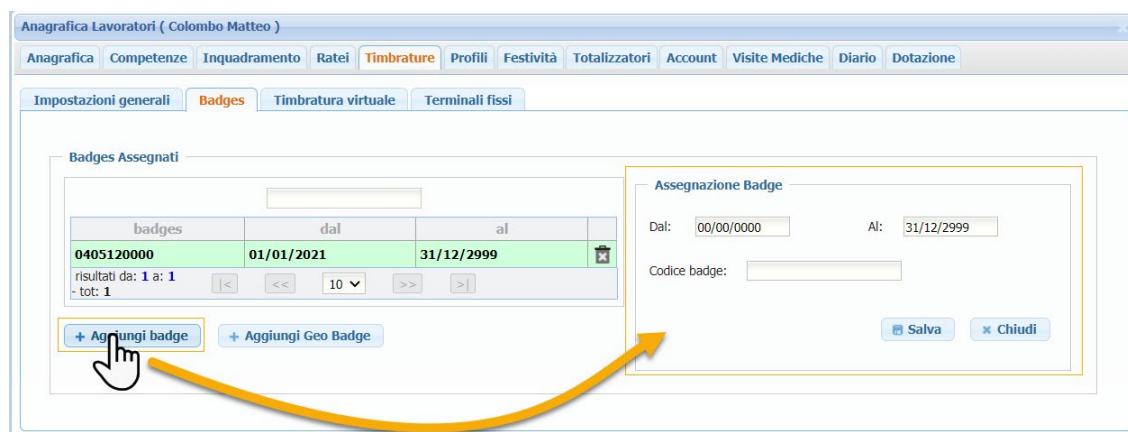 Anagrafica Lavoratori ( Colombo Matteo )
Anagrafica Competenze Inquadramento Ratei Timbrature Profili Festività Totalizzatori Account Visite Mediche Diario Dotazione
Impostazioni generali Badges Timbratura virtuale Terminali fissi
Badges Assegnati
badges dal al
0405120000 01/01/2021 31/12/2999
risultati da: 1 a: 1
- tot: 1
|< << 10 >> >|
+ Aggiungi badge + Aggiungi Geo Badge
Assegnazione Badge
Dal: 00/00/0000 Al: 31/12/2999
Codice badge:
Salva × Chiudi